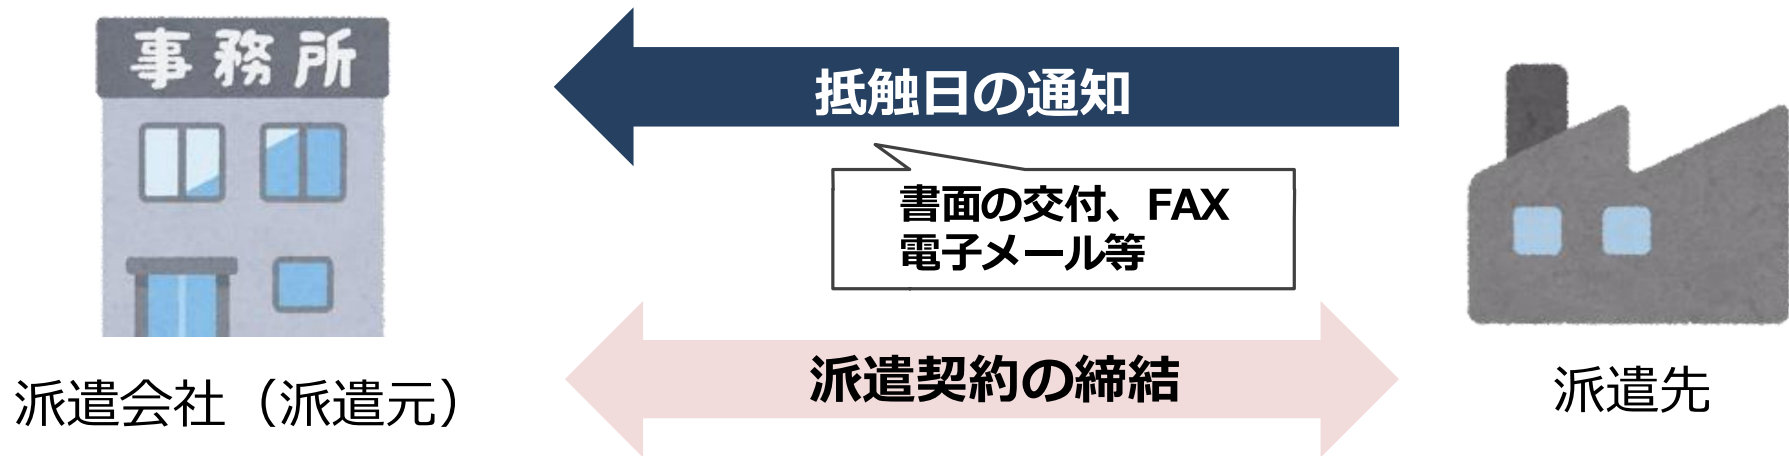 事務所
抵触日の通知
書面の交付、FAX
電子メール等
派遣契約の締結
派遣会社（派遣元）
派遣先